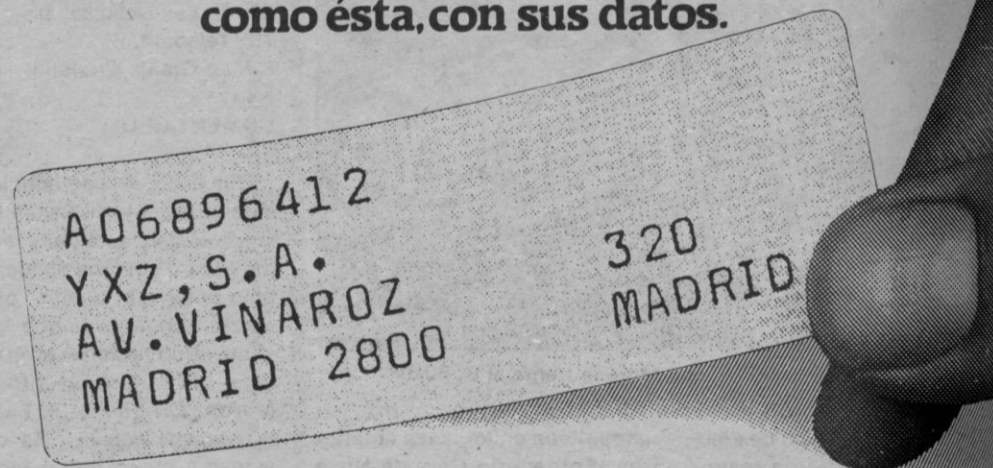 como ésta, con sus datos.
A06896412
YXZ,S.A.
AV.VINAROZ 320
MADRID 2800 MADRID